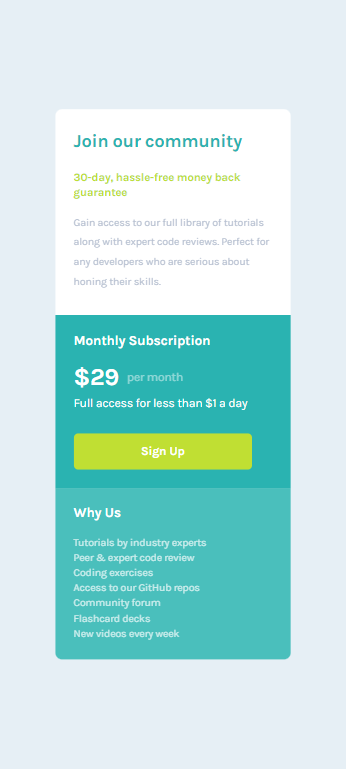 Join our community
30-day, hassle-free money back
guarantee
Gain access to our full library of tutorials
along with expert code reviews. Perfect for
any developers who are serious about
honing their skills.
Monthly Subscription
$29 per month
Full access for less than $1 a day
Sign Up
Why Us
Tutorials by industry experts
Peer & expert code review
Coding exercises
Access to our GitHub repos
Community forum
Flashcard decks
New videos every week